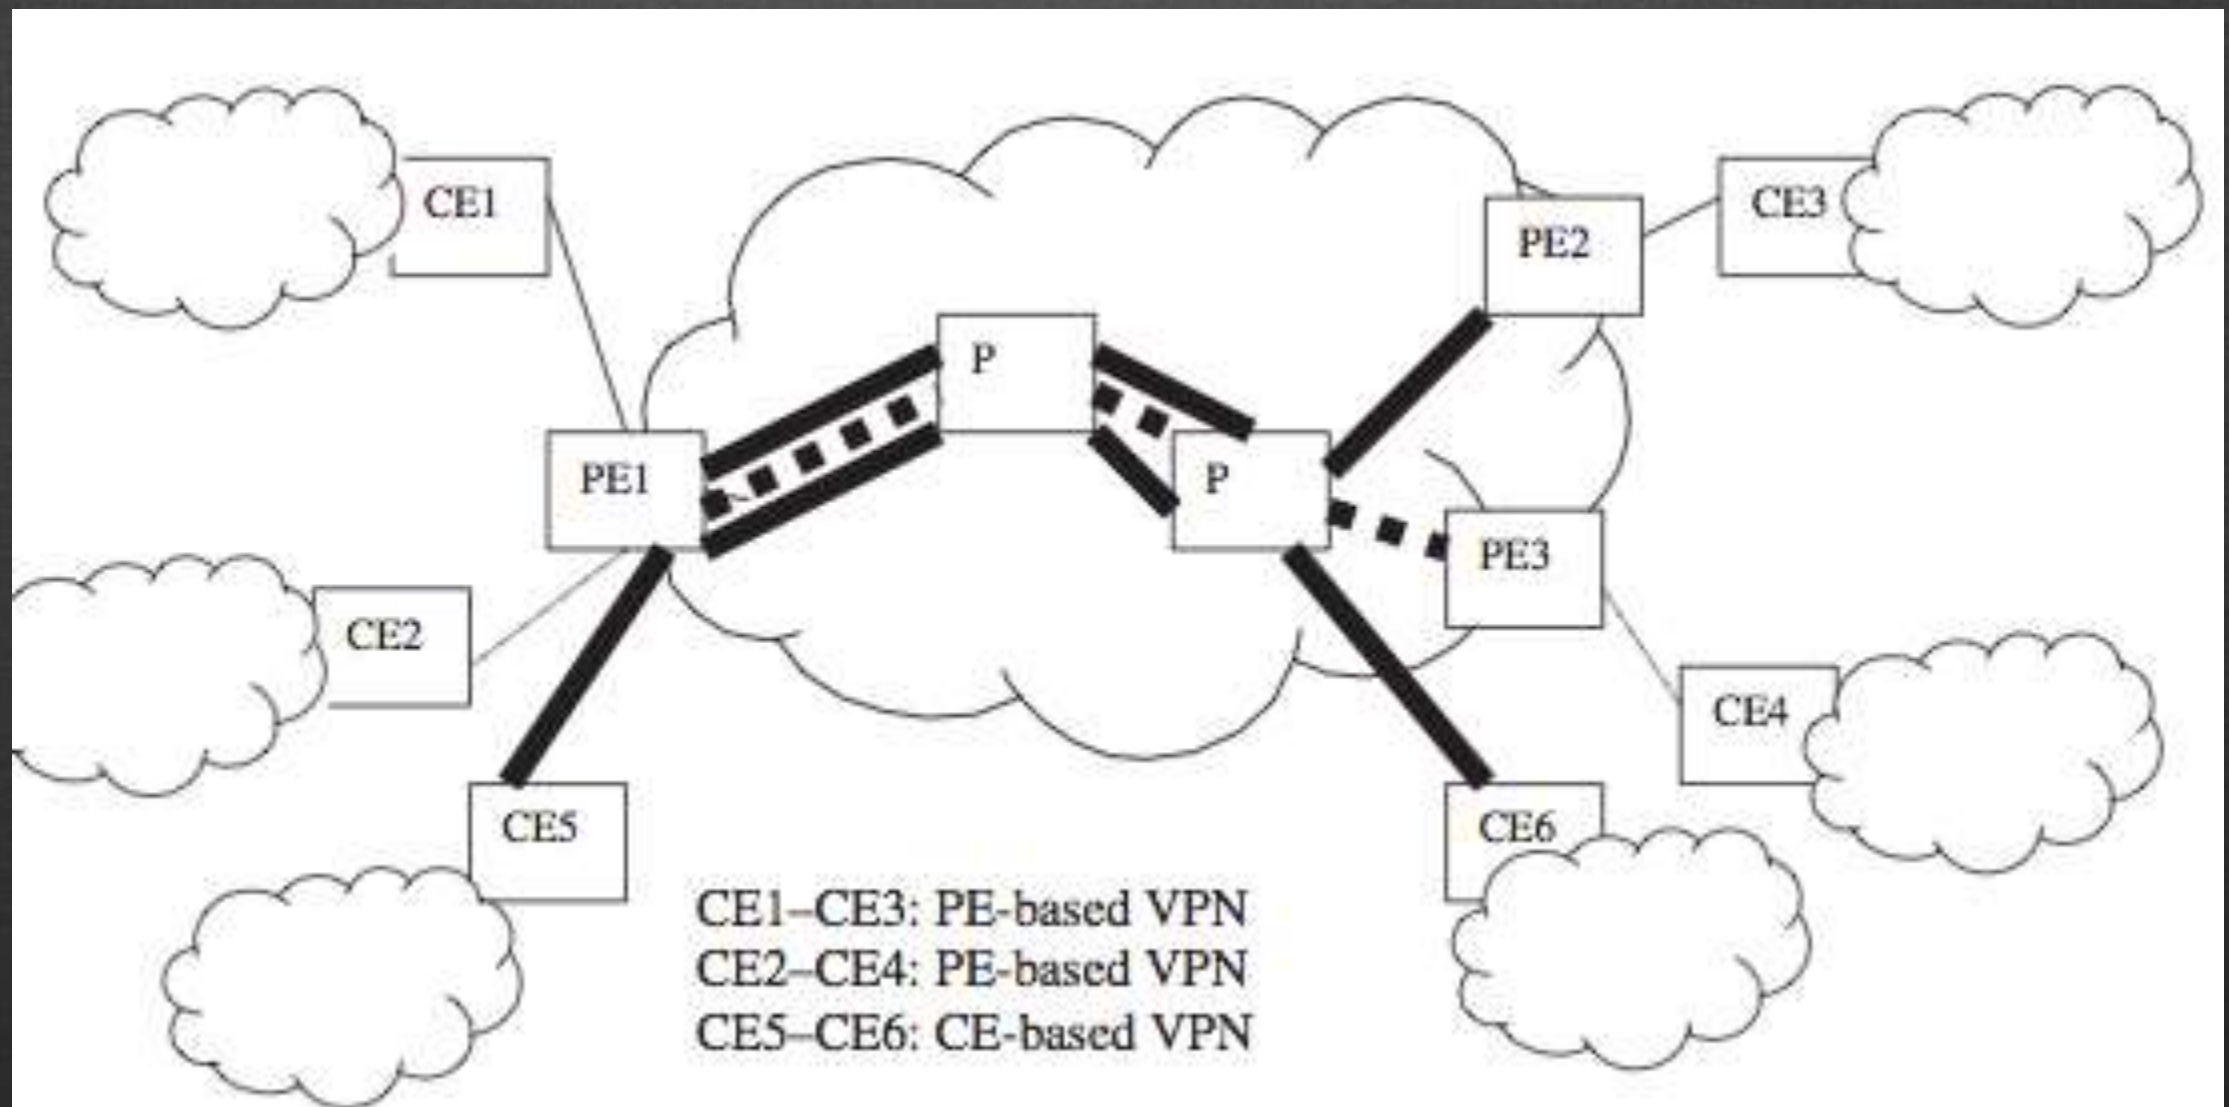 CE1
CE3
PE2
P
PE1
P
PE3
CE2
CE4
CE5
CE6
CE1–CE3: PE-based VPN
CE2–CE4: PE-based VPN
CE5–CE6: CE-based VPN